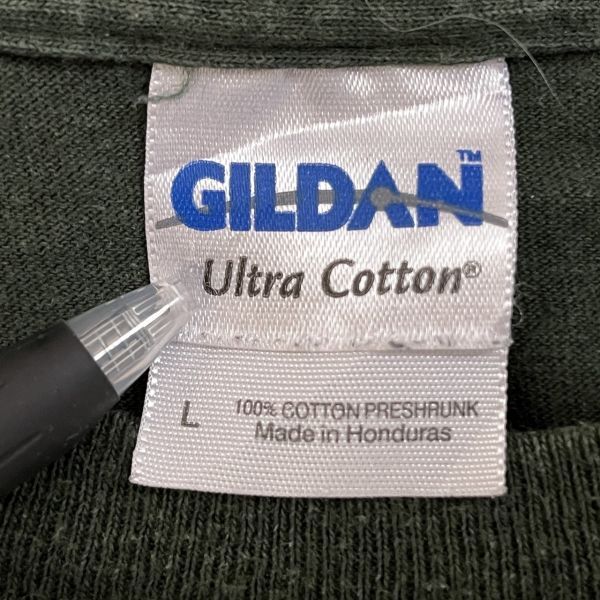 GILDAN™
Ultra Cotton®
L 100% COTTON PRESHRUNK
Made in Honduras